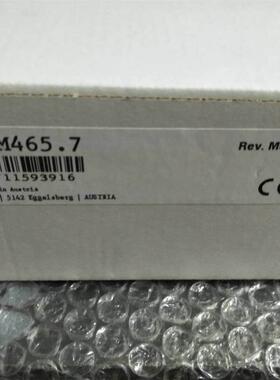 M465.7
Rev. M
11593916
in Austria
| 5142 Eggelsberg | AUSTRIA
CE